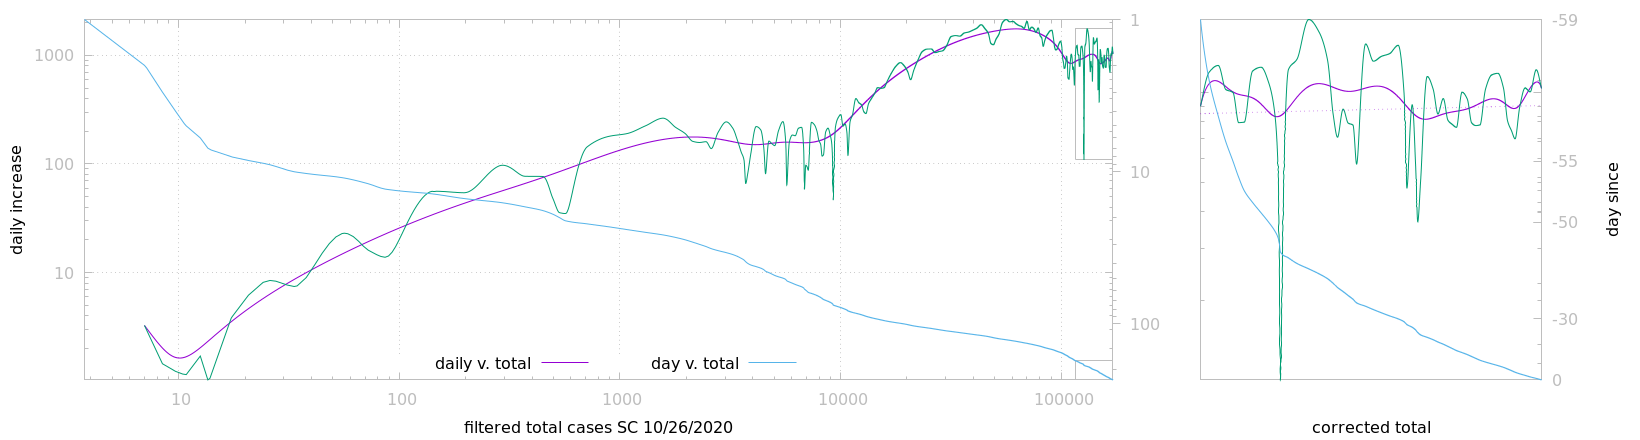 1000
100
10
daily increase
10
100
1000
10000
100000
filtered total cases SC 10/26/2020
daily v. total
day v. total
1
10
100
-59
-55
-50
-30
0
day since
corrected total